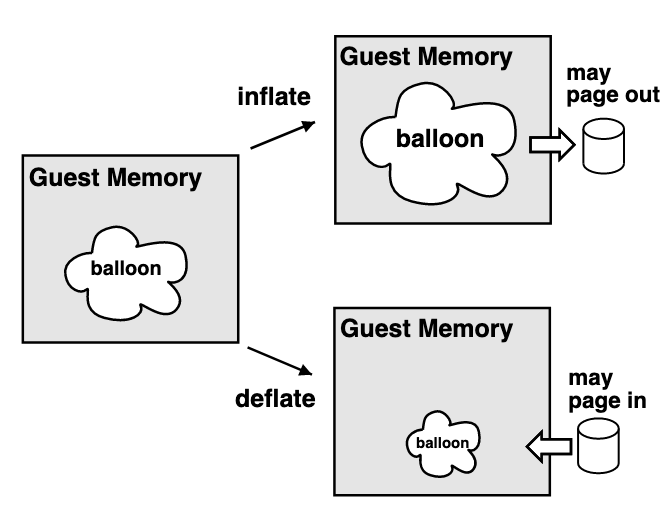 Guest Memory
balloon
inflate
Guest Memory
balloon
may
page out
deflate
Guest Memory
balloon
may
page in